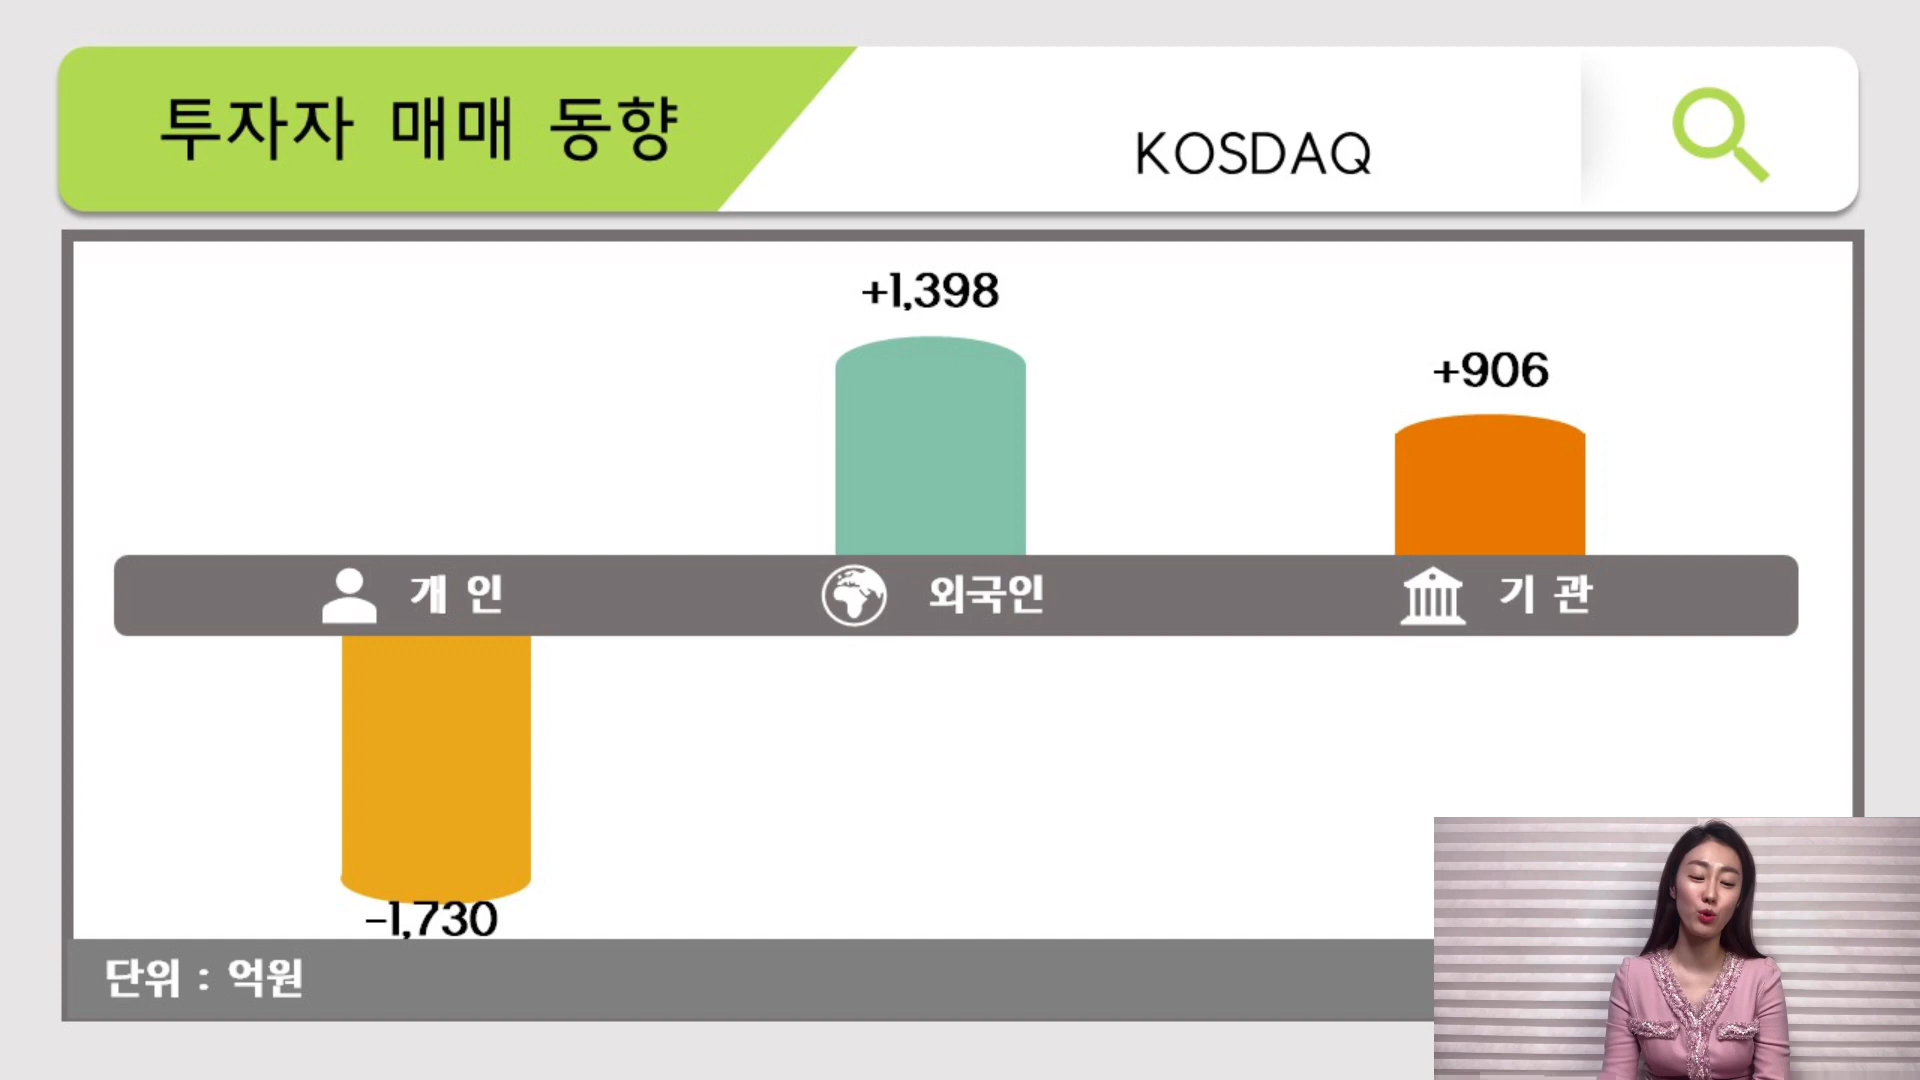 투자자 매매 동향
KOSDAQ
+1,398
+906
개 인
외국인
기 관
-1,730
단위 : 억원